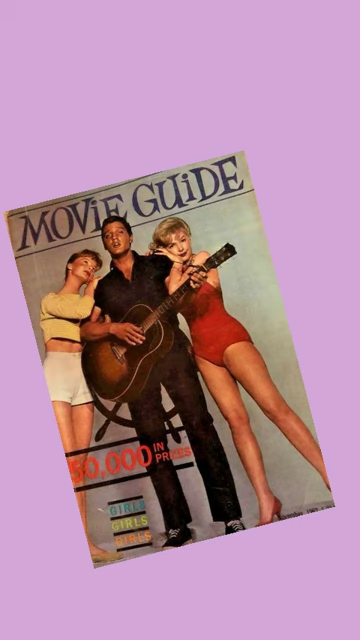 MOVIE GUIDE
50,000 IN
PRIZES
GIRLS
GIRLS
GIRLS